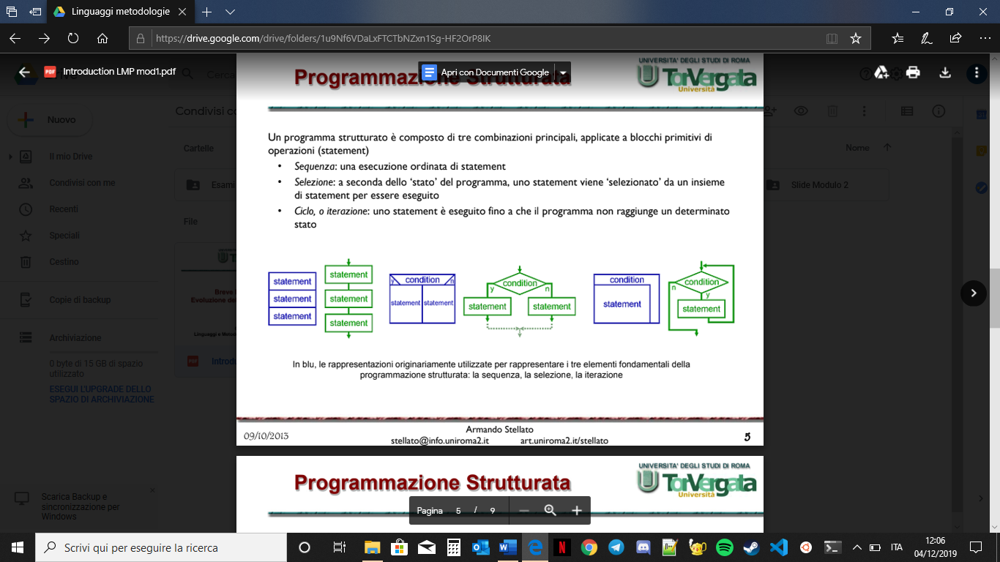 Linguaggi metodologie
https://drive.google.com/drive/folders/1u9Nf6VDaLxFTCTbNZxn1Sg-HF2OrP8IK
PDF Introduction LMP mod1.pdf
Apri con Documenti Google
Cerca
Nuovo
Condivisi co
Il mio Drive
Condivisi con me
Recenti
Speciali
Cestino
Copie di backup
Archiviazione
0 byte di 15 GB di spazio
utilizzato
ESEGUI L'UPGRADE DELLO
SPAZIO DI ARCHIVIAZIONE
Scarica Backup e
sincronizzazione per
Windows
Cartelle
Nome
Esami
Slide Modulo 2
File
Breve
Evoluzione del
Linguaggi e Metod
PDF Introdu
Programmazione Strutturata
UNIVERSITA' DEGLI STUDI DI ROMA
TorVergata
Università
Un programma strutturato è composto di tre combinazioni principali, applicate a blocchi primitivi di
operazioni (statement)
• Sequenza: una esecuzione ordinata di statement
• Selezione: a seconda dello ‘stato’ del programma, uno statement viene ‘selezionato’ da un insieme
di statement per essere eseguito
• Ciclo, o iterazione: uno statement è eseguito fino a che il programma non raggiunge un determinato
stato
statement
statement
statement
statement
statement
statement
y condition n
statement statement
condition
y n
statement statement
condition
statement
condition
n y
statement
In blu, le rappresentazioni originariamente utilizzate per rappresentare i tre elementi fondamentali della
programmazione strutturata: la sequenza, la selezione, la iterazione
09/10/2013
Armando Stellato
stellato@info.uniroma2.it art.uniroma2.it/stellato
5
Programmazione Strutturata
UNIVERSITA' DEGLI STUDI DI ROMA
TorVergata
Università
Pagina 5 / 9
Scrivi qui per eseguire la ricerca
ITA
12:06
04/12/2019